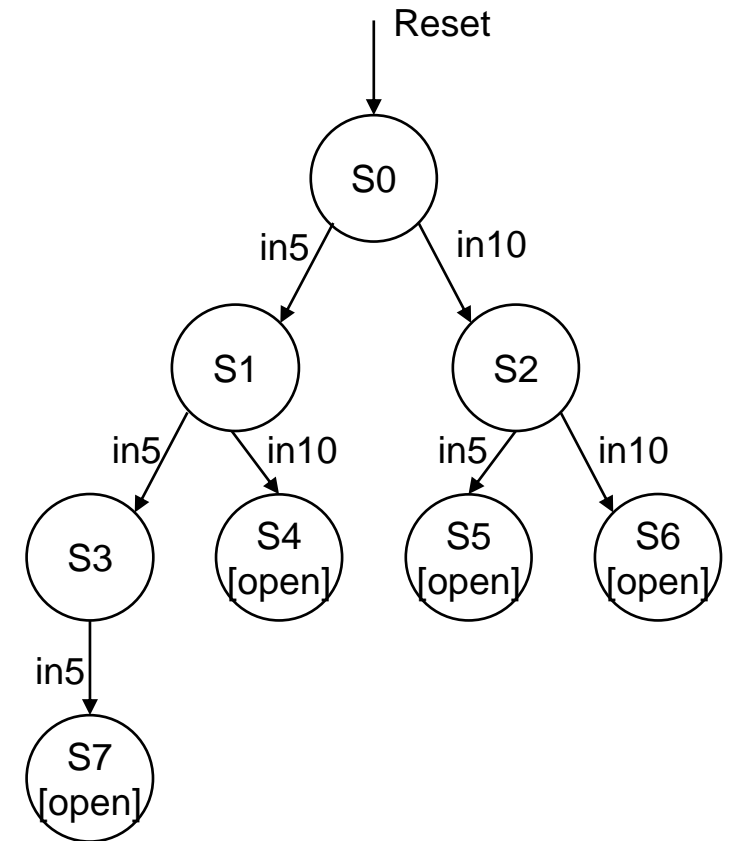 Reset
S0
in5
in10
S1
S2
in5
in10
in5
in10
S3
S4
[open]
S5
[open]
S6
[open]
in5
S7
[open]